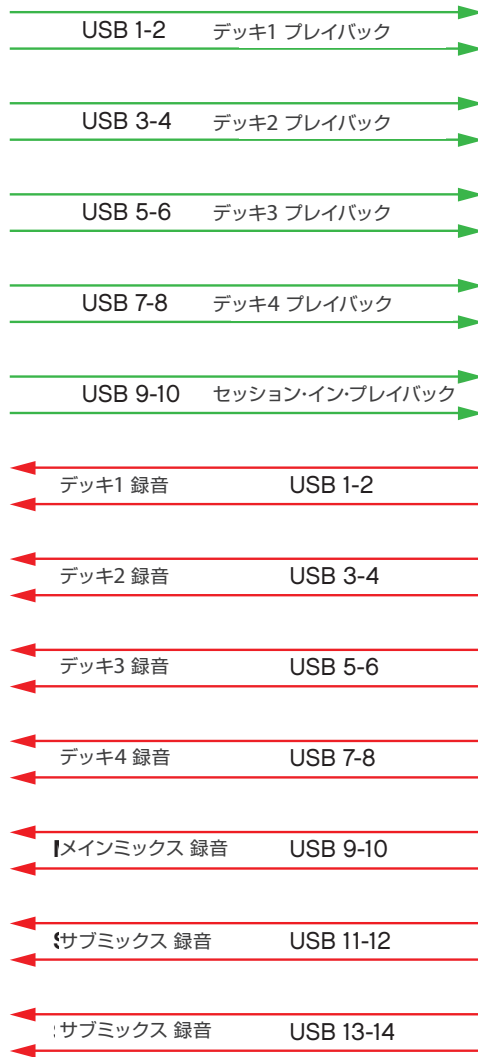 USB 1-2 デッキ1 プレイバック
USB 3-4 デッキ2 プレイバック
USB 5-6 デッキ3 プレイバック
USB 7-8 デッキ4 プレイバック
USB 9-10 セッション・イン・プレイバック
デッキ1 録音 USB 1-2
デッキ2 録音 USB 3-4
デッキ3 録音 USB 5-6
デッキ4 録音 USB 7-8
メインミックス 録音 USB 9-10
サブミックス 録音 USB 11-12
サブミックス 録音 USB 13-14